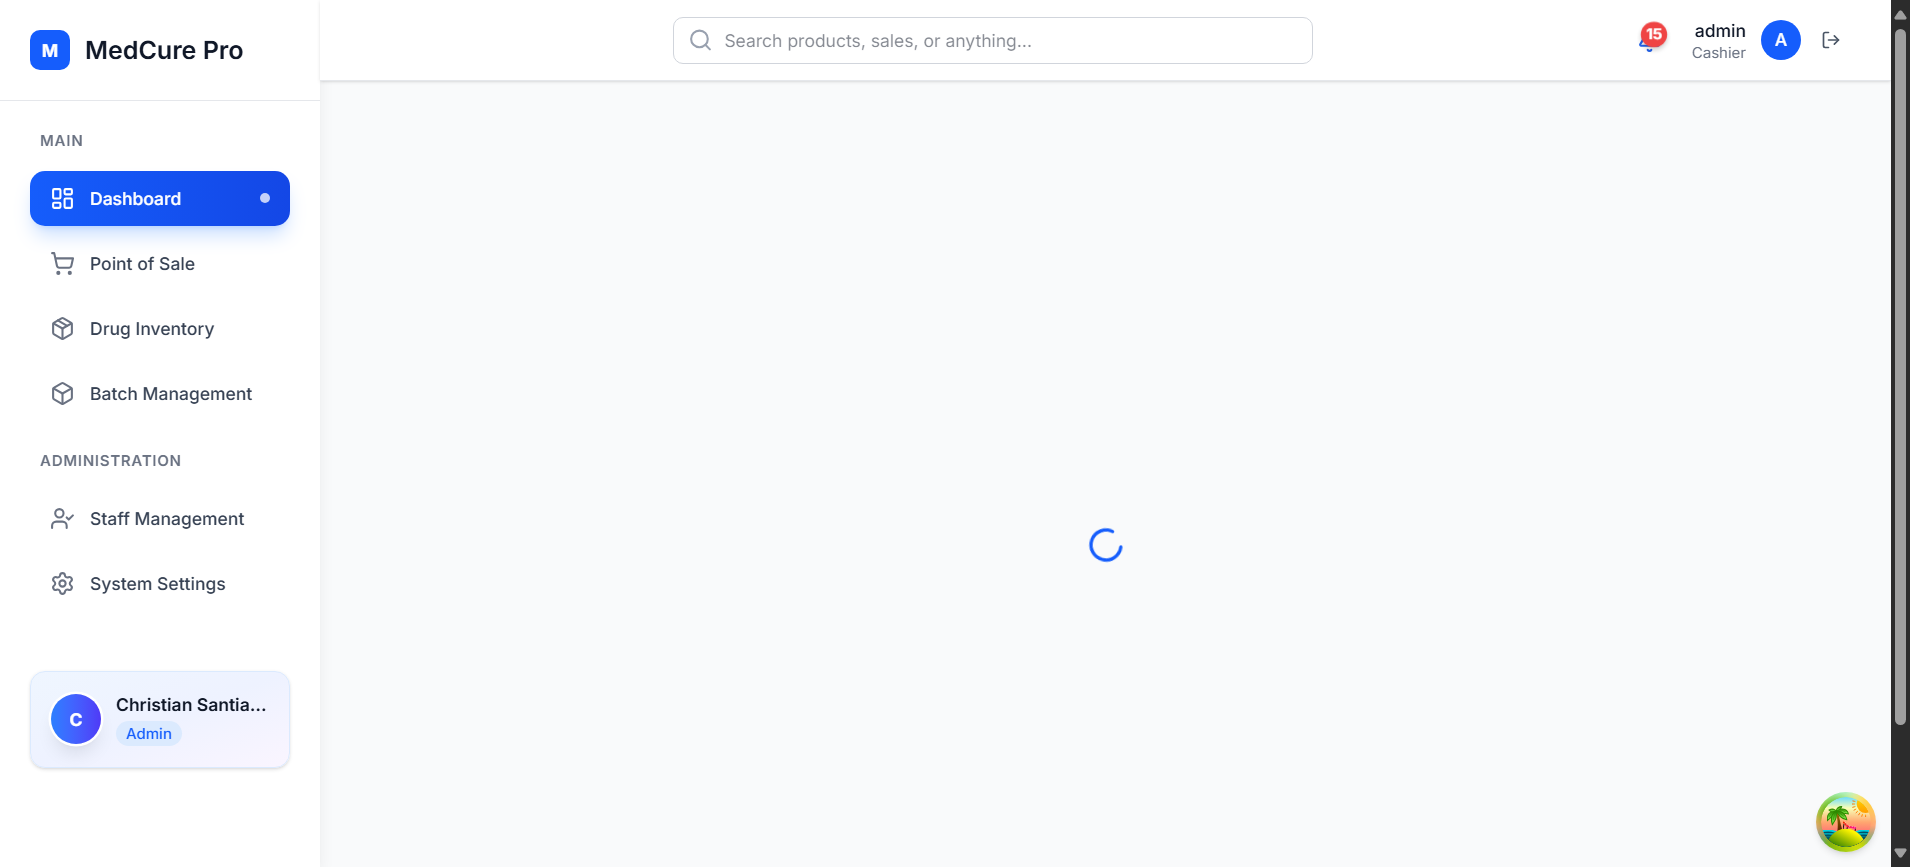 M
MedCure Pro
Search products, sales, or anything...
15
admin
Cashier
A
MAIN
Dashboard
Point of Sale
Drug Inventory
Batch Management
ADMINISTRATION
Staff Management
System Settings
C
Christian Santia...
Admin